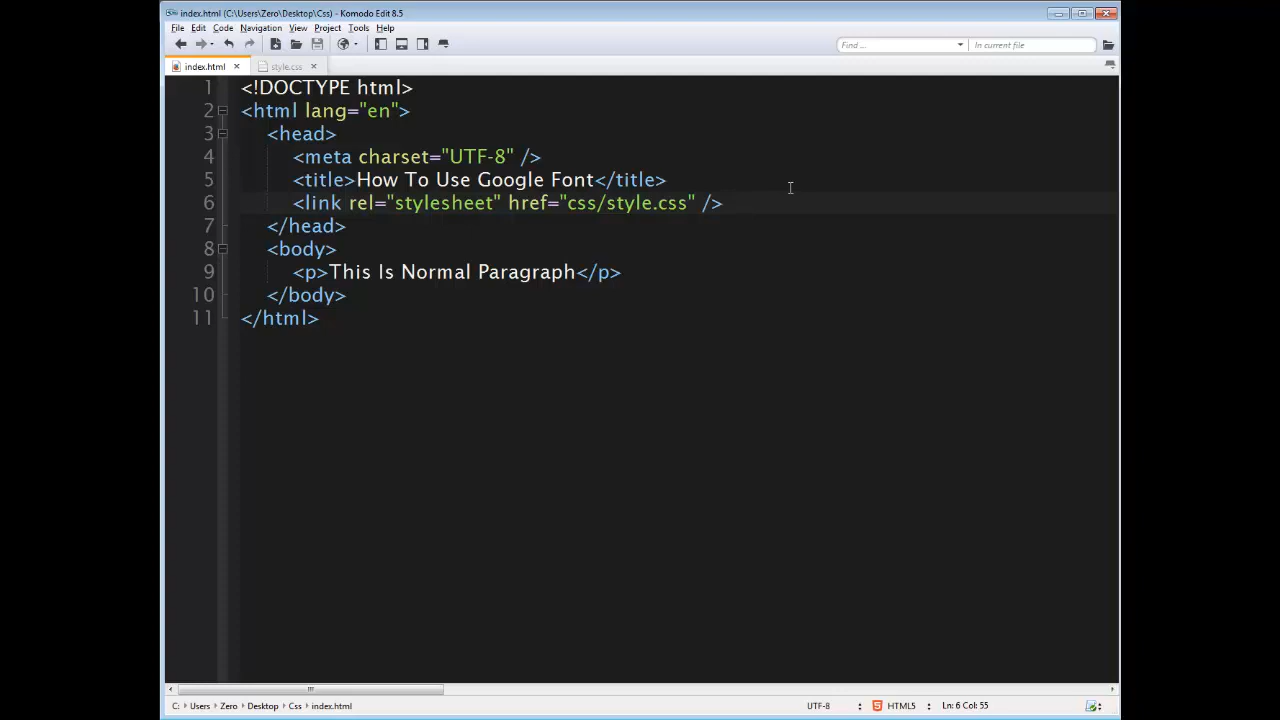 index.html (C:\Users\Zero\Desktop\Css) - Komodo Edit 8.5
File Edit Code Navigation View Project Tools Help
Find ... In current file
index.html style.css
1 <!DOCTYPE html>
2 <html lang="en">
3 <head>
4 <meta charset="UTF-8" />
5 <title>How To Use Google Font</title>
6 <link rel="stylesheet" href="css/style.css" />
7 </head>
8 <body>
9 <p>This Is Normal Paragraph</p>
10 </body>
11 </html>
C: Users Zero Desktop Css index.html UTF-8 HTML5 Ln: 6 Col: 55